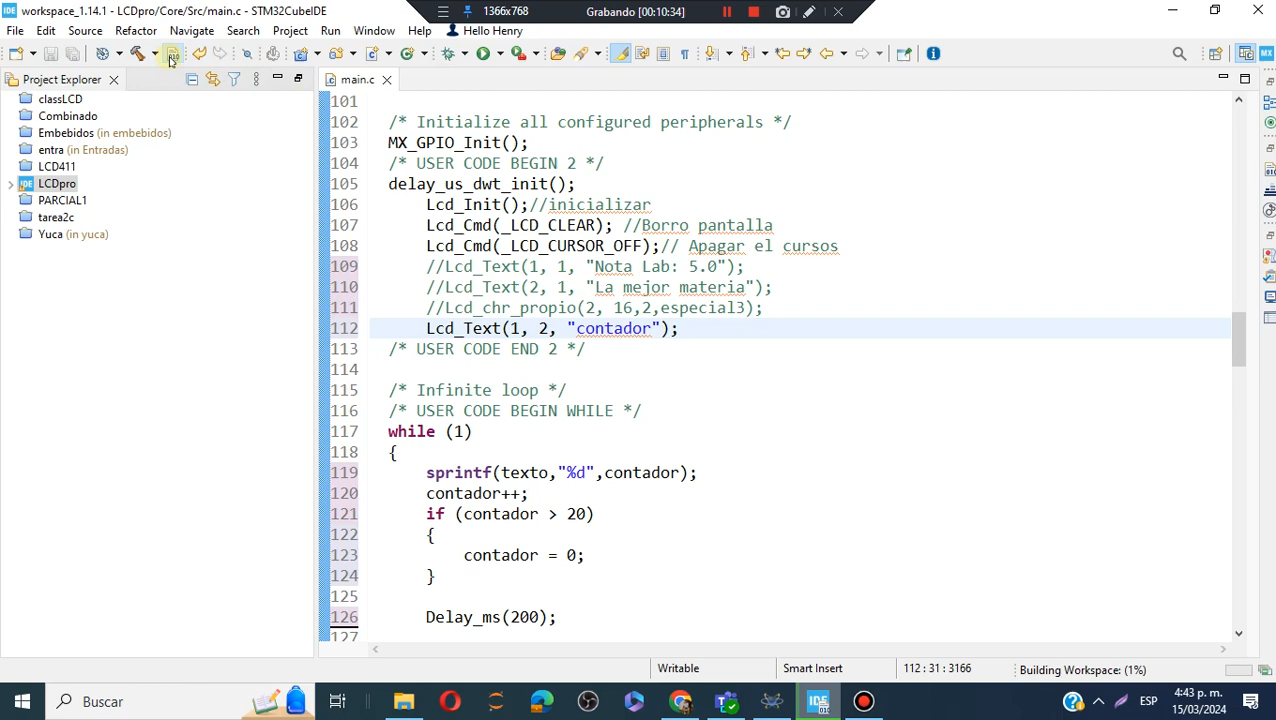 workspace_1.14.1 - LCDpro/Core/Src/main.c - STM32CubeIDE
1366x768
Grabando [00:10:34]
File Edit Source Refactor Navigate Search Project Run Window Help Hello Henry
Project Explorer
main.c
classLCD
Combinado
Embebidos (in embebidos)
entra (in Entradas)
LCD411
LCDpro
PARCIAL1
tarea2c
Yuca (in yuca)
101
102 /* Initialize all configured peripherals */
103 MX_GPIO_Init();
104 /* USER CODE BEGIN 2 */
105 delay_us_dwt_init();
106 Lcd_Init();//inicializar
107 Lcd_Cmd(_LCD_CLEAR); //Borro pantalla
108 Lcd_Cmd(_LCD_CURSOR_OFF);// Apagar el cursos
109 //Lcd_Text(1, 1, "Nota Lab: 5.0");
110 //Lcd_Text(2, 1, "La mejor materia");
111 //Lcd_chr_propio(2, 16,2,especial3);
112 Lcd_Text(1, 2, "contador");
113 /* USER CODE END 2 */
114
115 /* Infinite loop */
116 /* USER CODE BEGIN WHILE */
117 while (1)
118 {
119 sprintf(texto,"%d",contador);
120 contador++;
121 if (contador > 20)
122 {
123 contador = 0;
124 }
125
126 Delay_ms(200);
127
Writable
Smart Insert
112 : 31 : 3166
Building Workspace: (1%)
Buscar
ESP
4:43 p. m.
15/03/2024